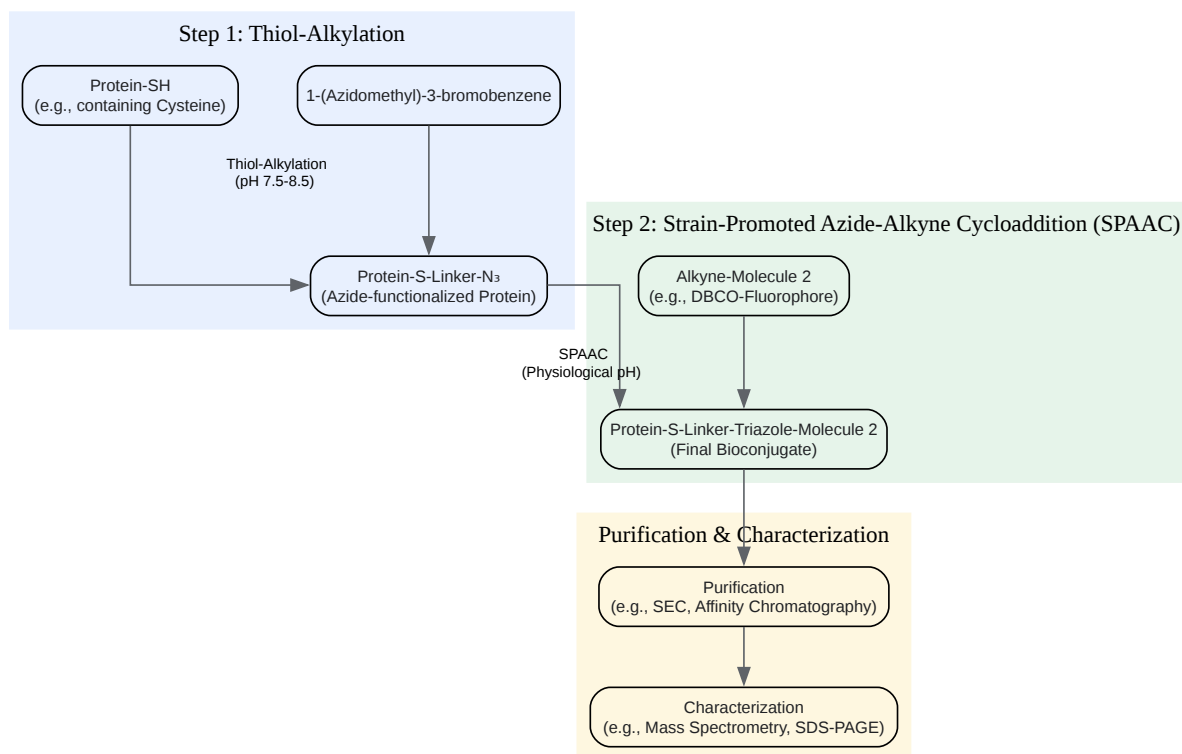 Step 1: Thiol-Alkylation
Protein-SH
(e.g., containing Cysteine)
1-(Azidomethyl)-3-bromobenzene
Thiol-Alkylation
(pH 7.5-8.5)
Protein-S-Linker-N₃
(Azide-functionalized Protein)
Step 2: Strain-Promoted Azide-Alkyne Cycloaddition (SPAAC)
Alkyne-Molecule 2
(e.g., DBCO-Fluorophore)
SPAAC
(Physiological pH)
Protein-S-Linker-Triazole-Molecule 2
(Final Bioconjugate)
Purification & Characterization
Purification
(e.g., SEC, Affinity Chromatography)
Characterization
(e.g., Mass Spectrometry, SDS-PAGE)